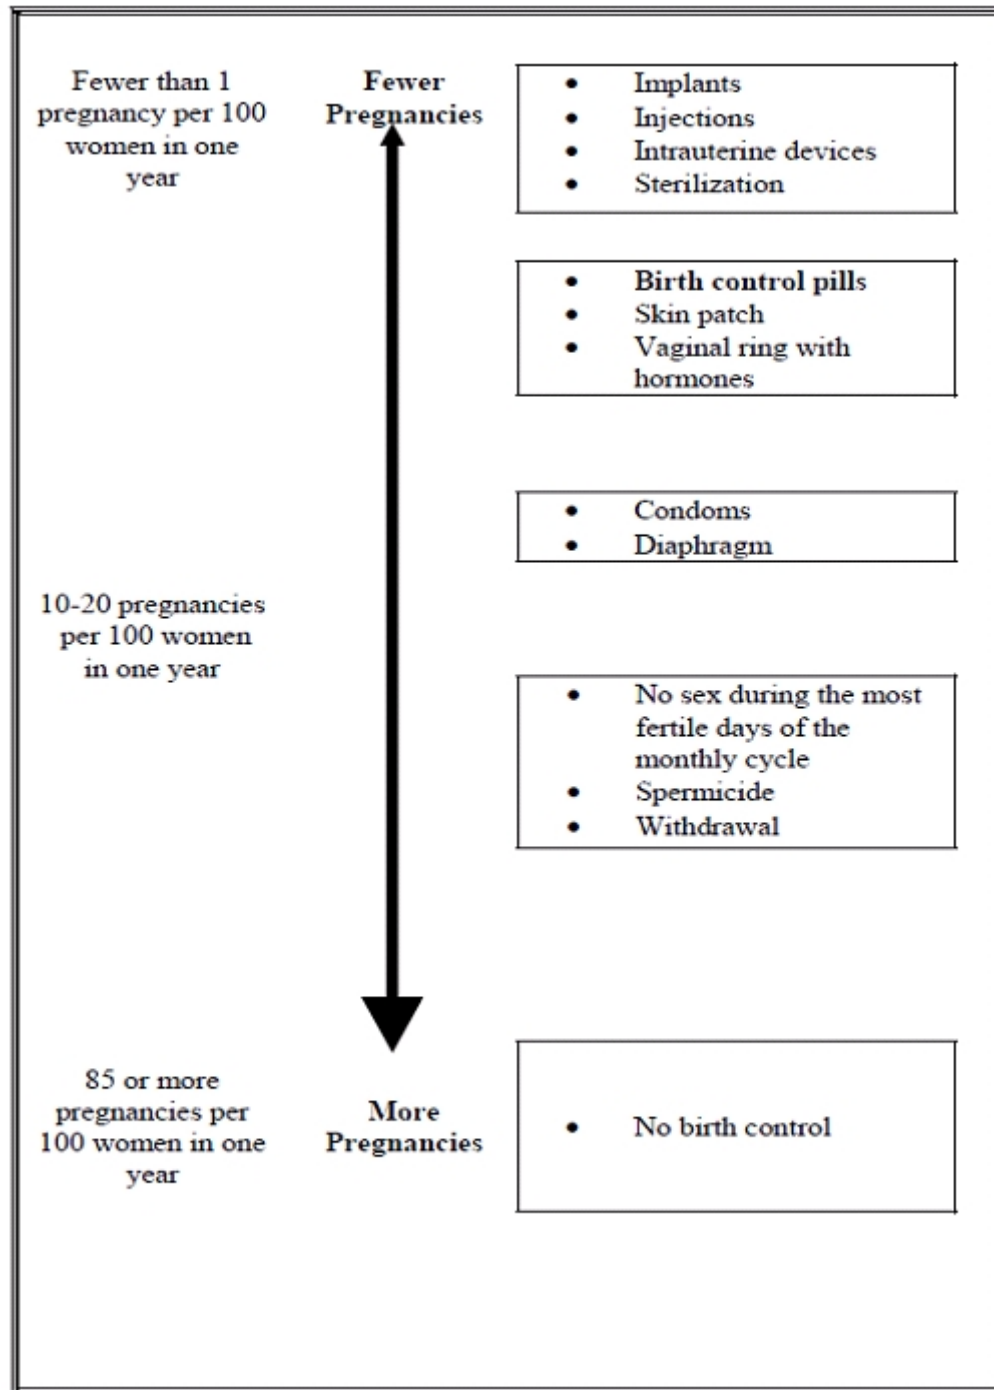 Fewer than 1
pregnancy per 100
women in one
year
Fewer
Pregnancies
• Implants
• Injections
• Intrauterine devices
• Sterilization
• Birth control pills
• Skin patch
• Vaginal ring with
hormones
• Condoms
• Diaphragm
10-20 pregnancies
per 100 women
in one year
• No sex during the most
fertile days of the
monthly cycle
• Spermicide
• Withdrawal
85 or more
pregnancies per
100 women in one
year
More
Pregnancies
• No birth control